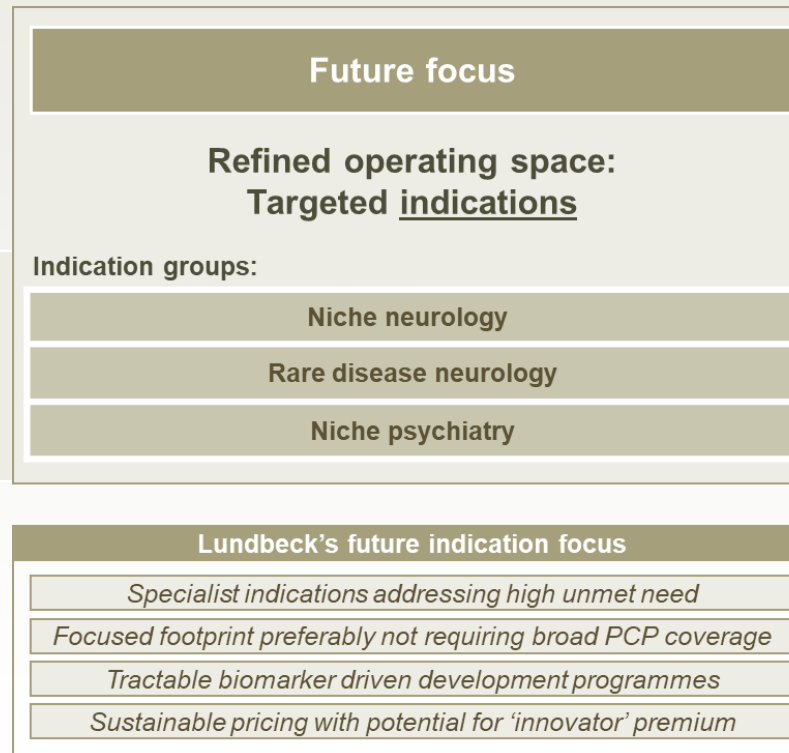 Future focus
Refined operating space:
Targeted indications
Indication groups:
Niche neurology
Rare disease neurology
Niche psychiatry
Lundbeck’s future indication focus
Specialist indications addressing high unmet need
Focused footprint preferably not requiring broad PCP coverage
Tractable biomarker driven development programmes
Sustainable pricing with potential for ‘innovator’ premium